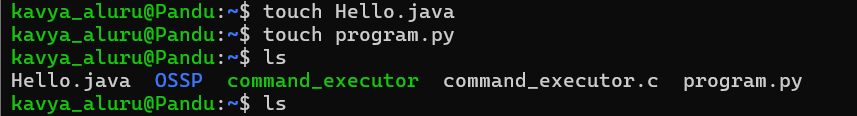 kavya_aluru@Pandu:~$ touch Hello.java
kavya_aluru@Pandu:~$ touch program.py
kavya_aluru@Pandu:~$ ls
Hello.java  OSSP  command_executor  command_executor.c  program.py
kavya_aluru@Pandu:~$ ls